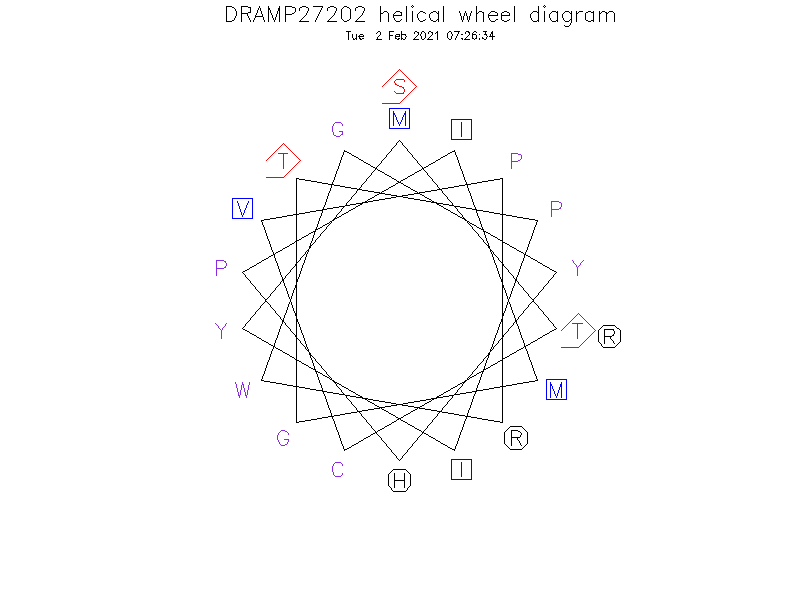 DRAMP27202 helical wheel diagram
Tue 2 Feb 2021 07:26:34
S
G M I
T P
V P
P Y
Y T R
W M
G R
C I
H